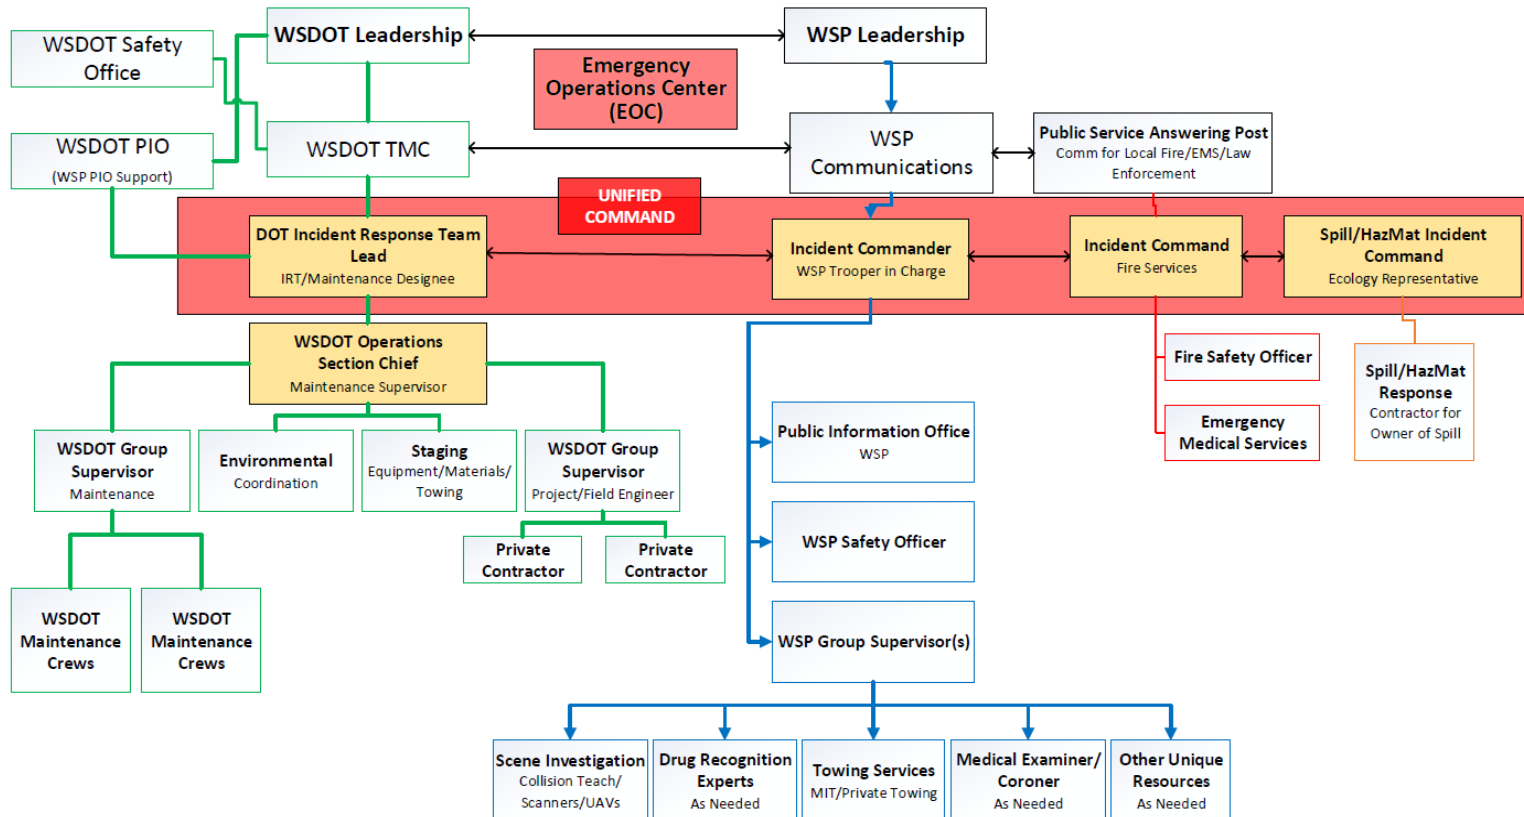 WSDOT Safety
Office
WSDOT Leadership
WSP Leadership
Emergency
Operations Center
(EOC)
WSDOT PIO
(WSP PIO Support)
WSDOT TMC
WSP
Communications
Public Service Answering Post
Comm for Local Fire/EMS/Law
Enforcement
UNIFIED
COMMAND
DOT Incident Response Team
Lead
IRT/Maintenance Designee
Incident Commander
WSP Trooper in Charge
Incident Command
Fire Services
Spill/HazMat Incident
Command
Ecology Representative
WSDOT Operations
Section Chief
Maintenance Supervisor
Fire Safety Officer
Emergency
Medical Services
Spill/HazMat
Response
Contractor for
Owner of Spill
WSDOT Group
Supervisor
Maintenance
Environmental
Coordination
Staging
Equipment/Materials/
Towing
WSDOT Group
Supervisor
Project/Field Engineer
Public Information Office
WSP
Private
Contractor
Private
Contractor
WSP Safety Officer
WSDOT
Maintenance
Crews
WSDOT
Maintenance
Crews
WSP Group Supervisor(s)
Scene Investigation
Collision Teach/
Scanners/UAVs
Drug Recognition
Experts
As Needed
Towing Services
MIT/Private Towing
Medical Examiner/
Coroner
As Needed
Other Unique
Resources
As Needed